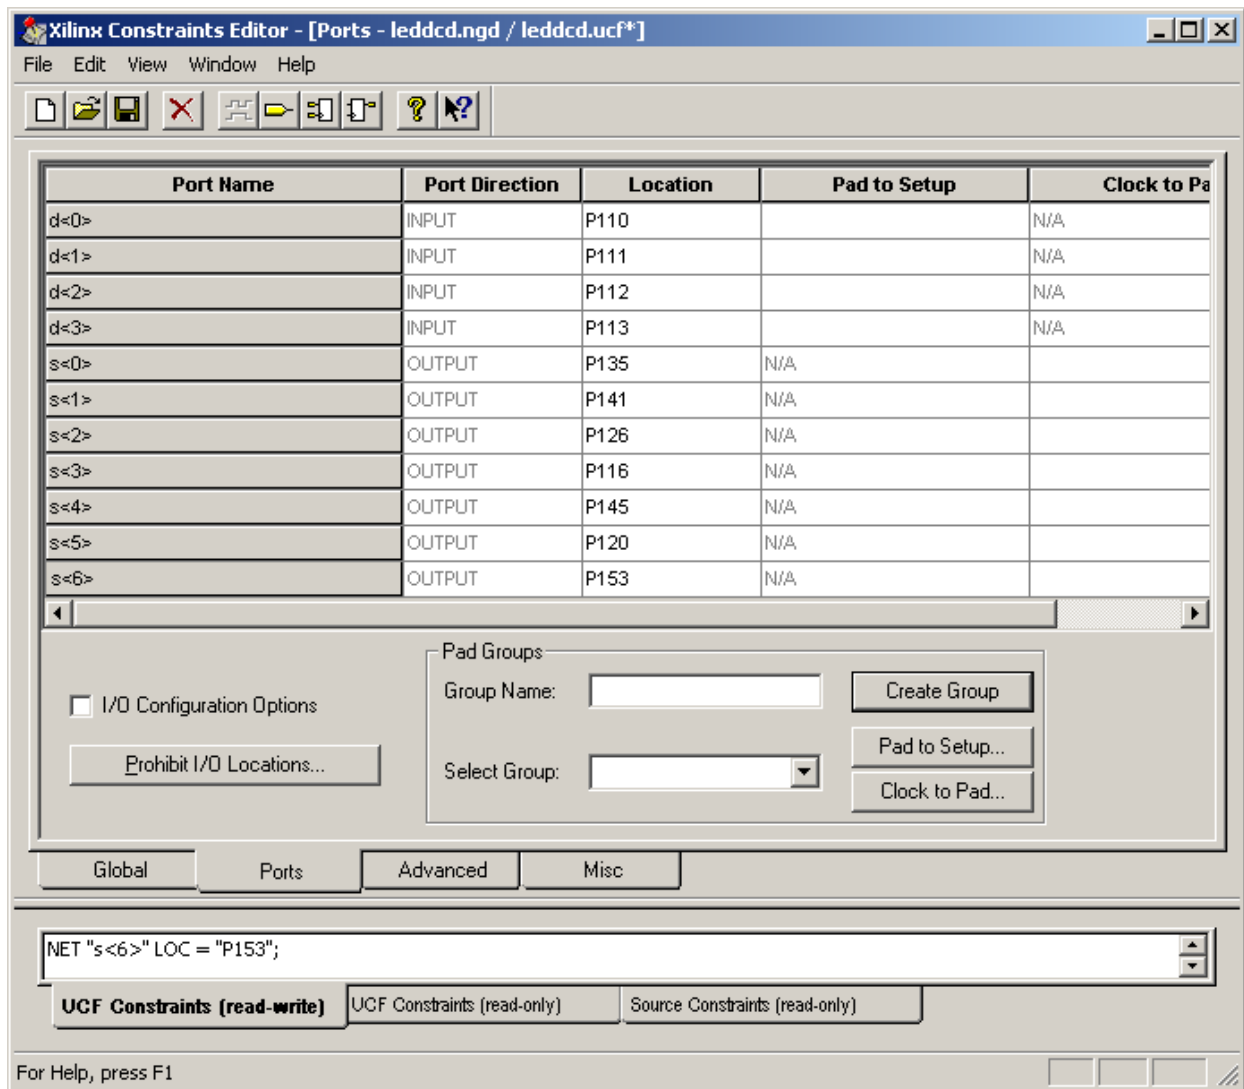 Xilinx Constraints Editor - [Ports - leddcd.ngd / leddcd.ucf*]
File Edit View Window Help
Port Name Port Direction Location Pad to Setup Clock to Pa
d<0> INPUT P110 N/A
d<1> INPUT P111 N/A
d<2> INPUT P112 N/A
d<3> INPUT P113 N/A
s<0> OUTPUT P135 N/A
s<1> OUTPUT P141 N/A
s<2> OUTPUT P126 N/A
s<3> OUTPUT P116 N/A
s<4> OUTPUT P145 N/A
s<5> OUTPUT P120 N/A
s<6> OUTPUT P153 N/A
Pad Groups
I/O Configuration Options
Prohibit I/O Locations...
Group Name:
Create Group
Pad to Setup...
Select Group:
Clock to Pad...
Global Ports Advanced Misc
NET "s<6>" LOC = "P153";
UCF Constraints (read-write) UCF Constraints (read-only) Source Constraints (read-only)
For Help, press F1